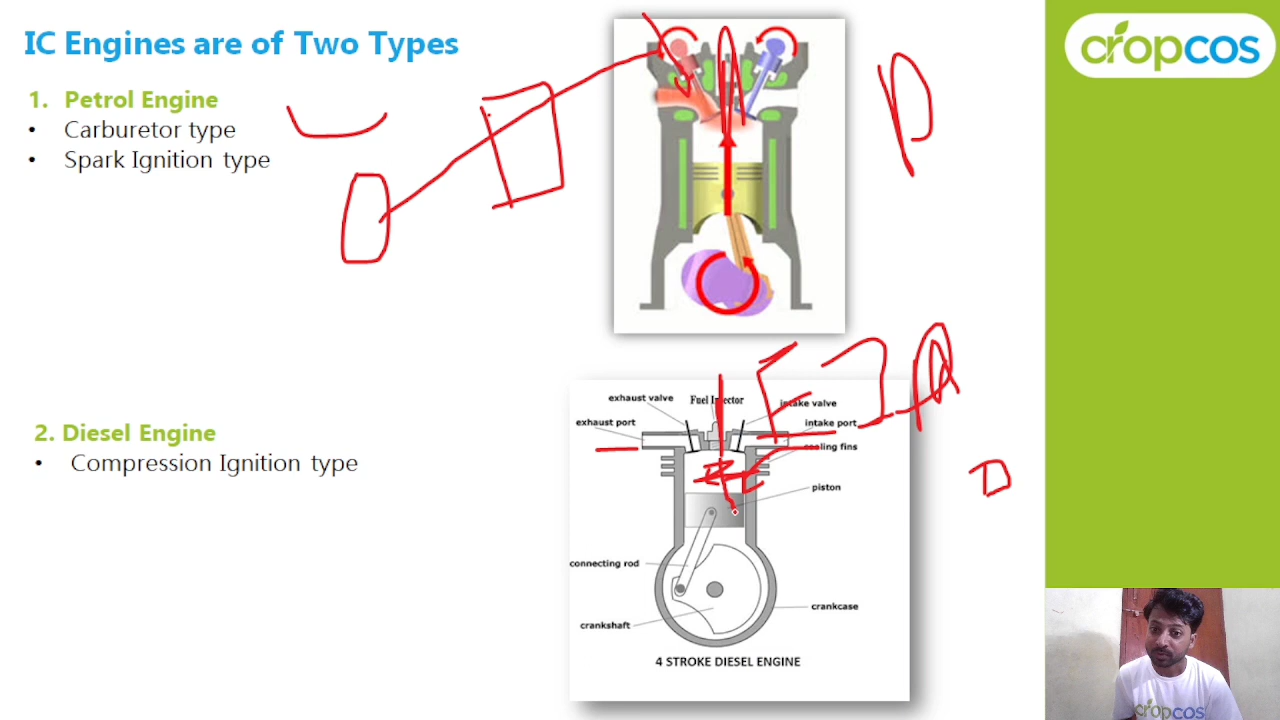 IC Engines are of Two Types
cropcos
1. Petrol Engine
• Carburetor type
• Spark Ignition type
2. Diesel Engine
• Compression Ignition type
exhaust valve
Fuel Injector
intake valve
exhaust port
intake port
cooling fins
piston
connecting rod
crankcase
crankshaft
4 STROKE DIESEL ENGINE
cropcos